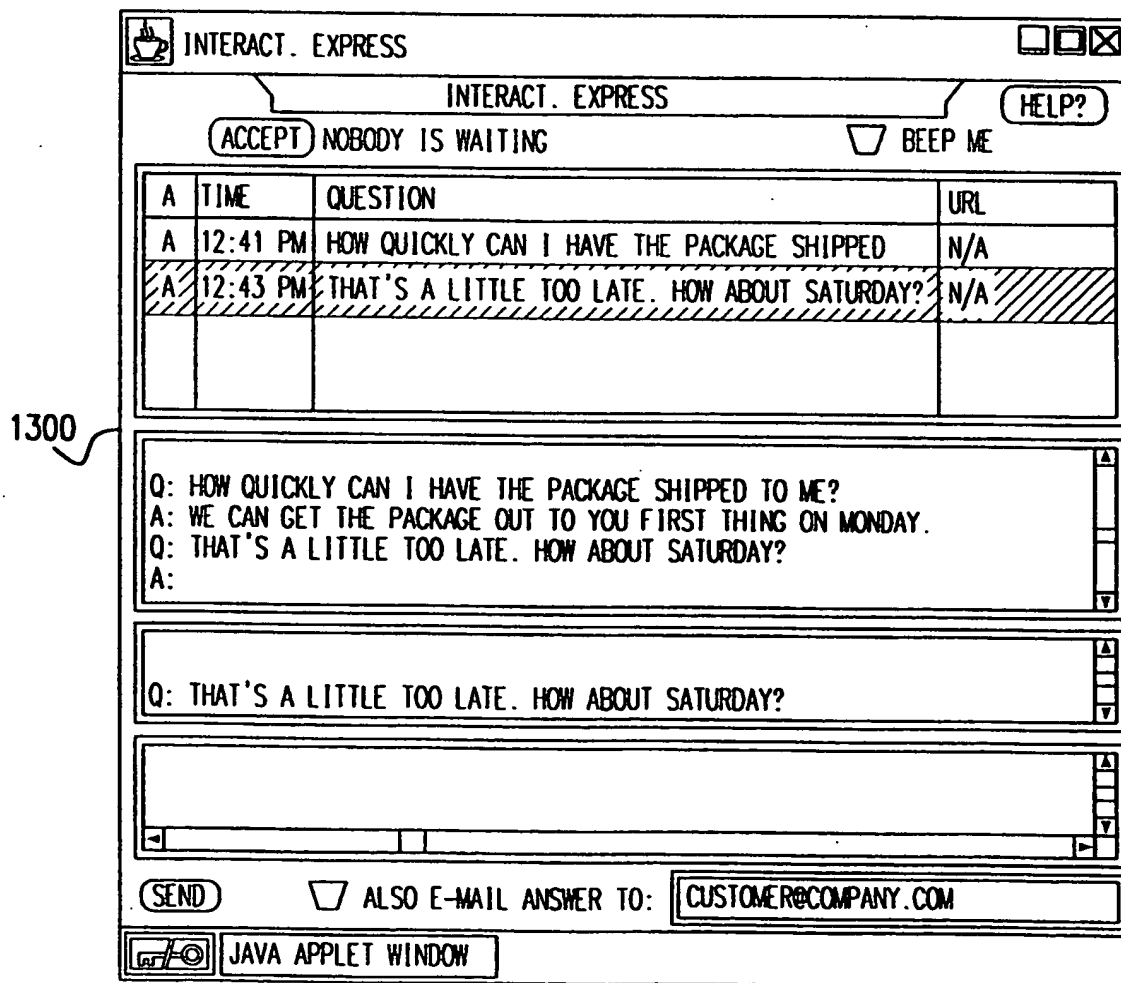 INTERACT. EXPRESS
INTERACT. EXPRESS
HELP?
ACCEPT NOBODY IS WAITING
BEEP ME
A TIME QUESTION URL
A 12:41 PM HOW QUICKLY CAN I HAVE THE PACKAGE SHIPPED N/A
A 12:43 PM THAT'S A LITTLE TOO LATE. HOW ABOUT SATURDAY? N/A
1300
Q: HOW QUICKLY CAN I HAVE THE PACKAGE SHIPPED TO ME?
A: WE CAN GET THE PACKAGE OUT TO YOU FIRST THING ON MONDAY.
Q: THAT'S A LITTLE TOO LATE. HOW ABOUT SATURDAY?
A:
Q: THAT'S A LITTLE TOO LATE. HOW ABOUT SATURDAY?
SEND ALSO E-MAIL ANSWER TO: CUSTOMER@COMPANY.COM
JAVA APPLET WINDOW